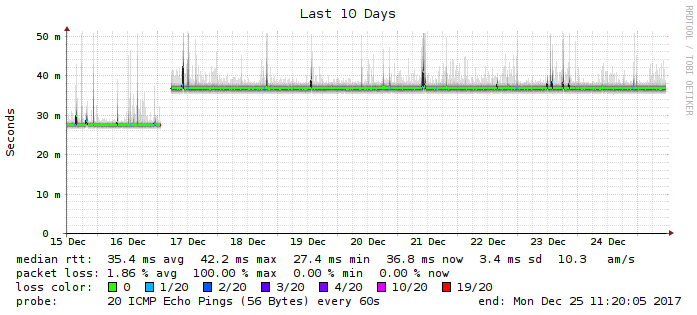 Last 10 Days
RRDTOOL / TOBI OETIKER
Seconds
50 m
40 m
30 m
20 m
10 m
0
15 Dec 16 Dec 17 Dec 18 Dec 19 Dec 20 Dec 21 Dec 22 Dec 23 Dec 24 Dec
median rtt: 35.4 ms avg 42.2 ms max 27.4 ms min 36.8 ms now 3.4 ms sd 10.3 am/s
packet loss: 1.86 % avg 100.00 % max 0.00 % min 0.00 % now
loss color: 0 1/20 2/20 3/20 4/20 10/20 19/20
probe: 20 ICMP Echo Pings (56 Bytes) every 60s end: Mon Dec 25 11:20:05 2017